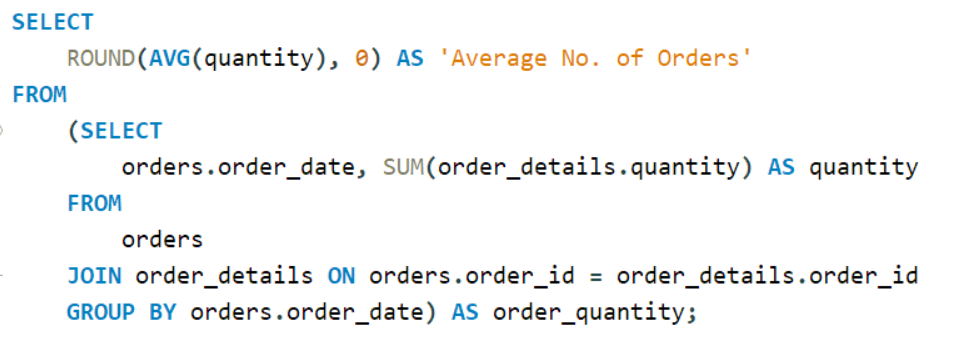 SELECT
ROUND(AVG(quantity), 0) AS 'Average No. of Orders'
FROM
(SELECT
orders.order_date, SUM(order_details.quantity) AS quantity
FROM
orders
JOIN order_details ON orders.order_id = order_details.order_id
GROUP BY orders.order_date) AS order_quantity;